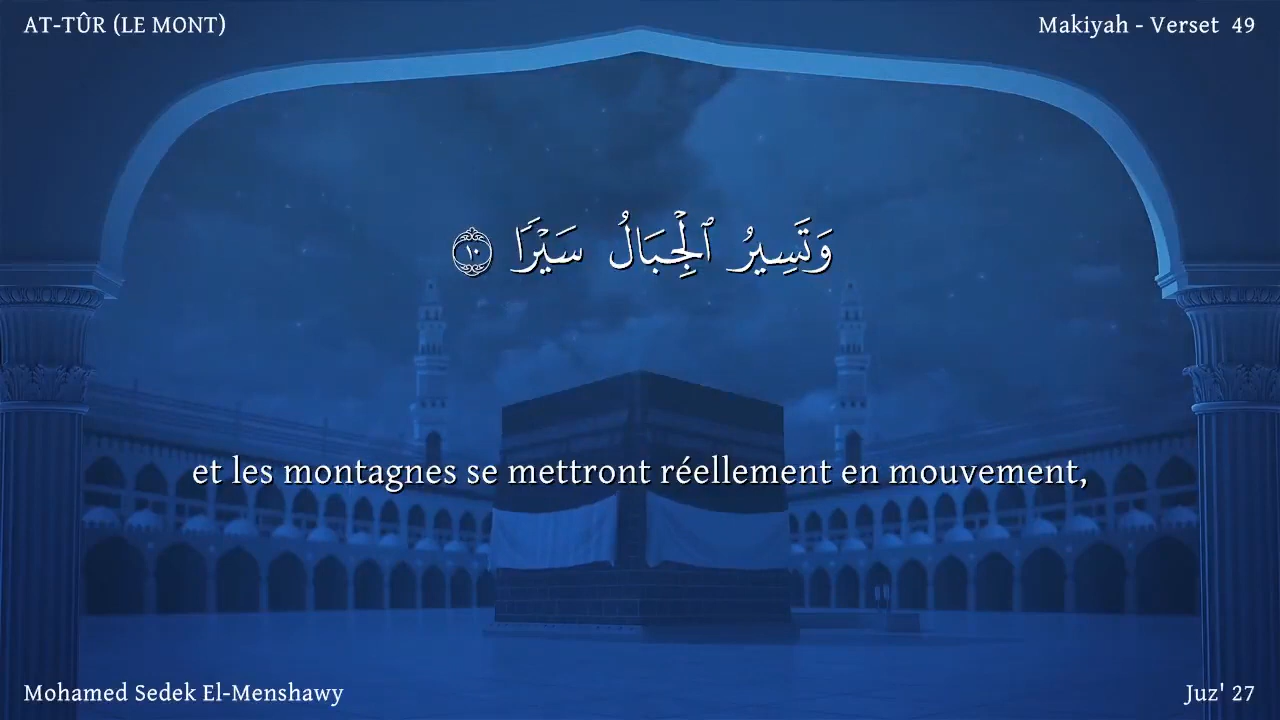 AT-TÛR (LE MONT)
Makiyah - Verset 49
وَتَسِيرُ ٱلْجِبَالُ سَيْرًا ١٠
et les montagnes se mettront réellement en mouvement,
Mohamed Sedek El-Menshawy
Juz' 27